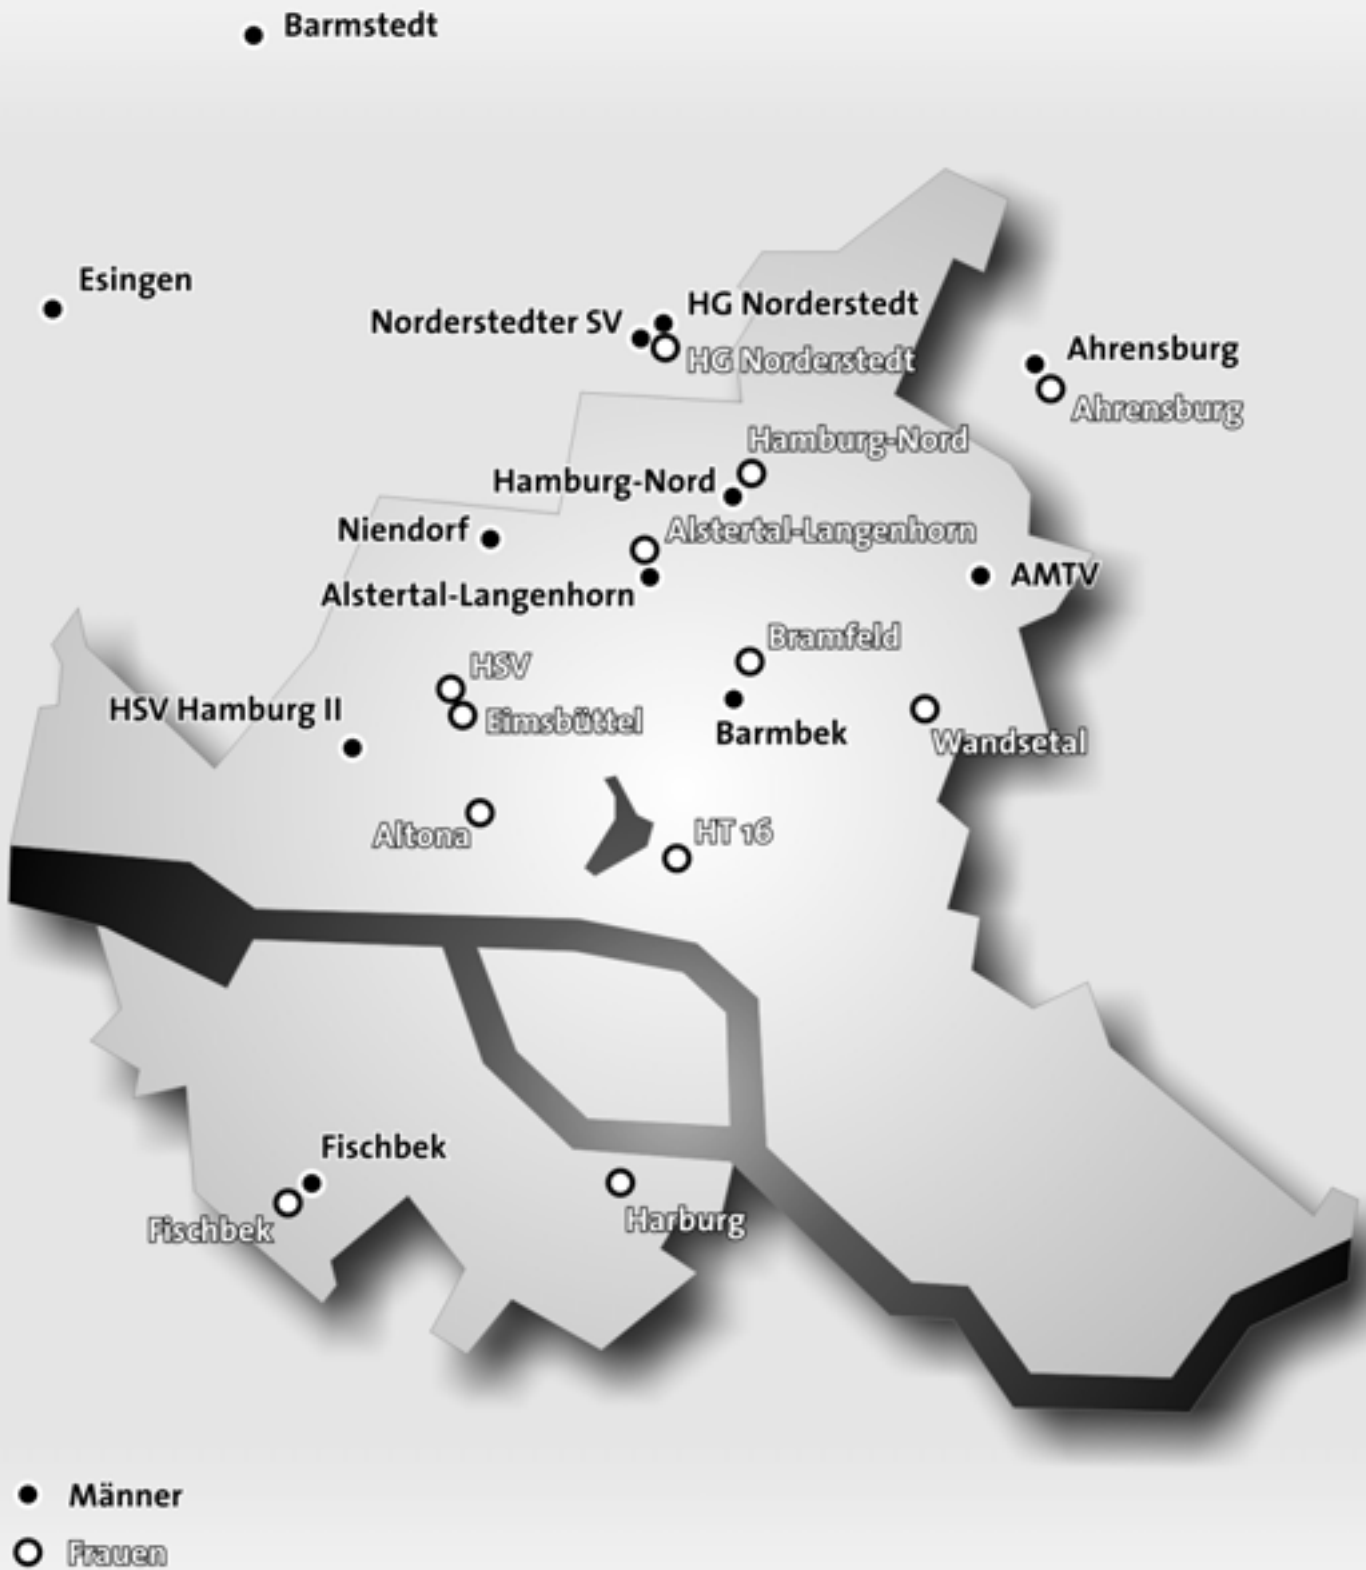 Barmstedt
Esingen
HG Norderstedt
Norderstedter SV
HG Norderstedt
Ahrensburg
Ahrensburg
Hamburg-Nord
Hamburg-Nord
Niendorf
Alstertal-Langenhorn
AMTV
Alstertal-Langenhorn
Bramfeld
HSV
HSV Hamburg II
Eimsbüttel
Barmbek
Wandsetal
Altona
HT 16
Fischbek
Fischbek
Harburg
Männer
Frauen